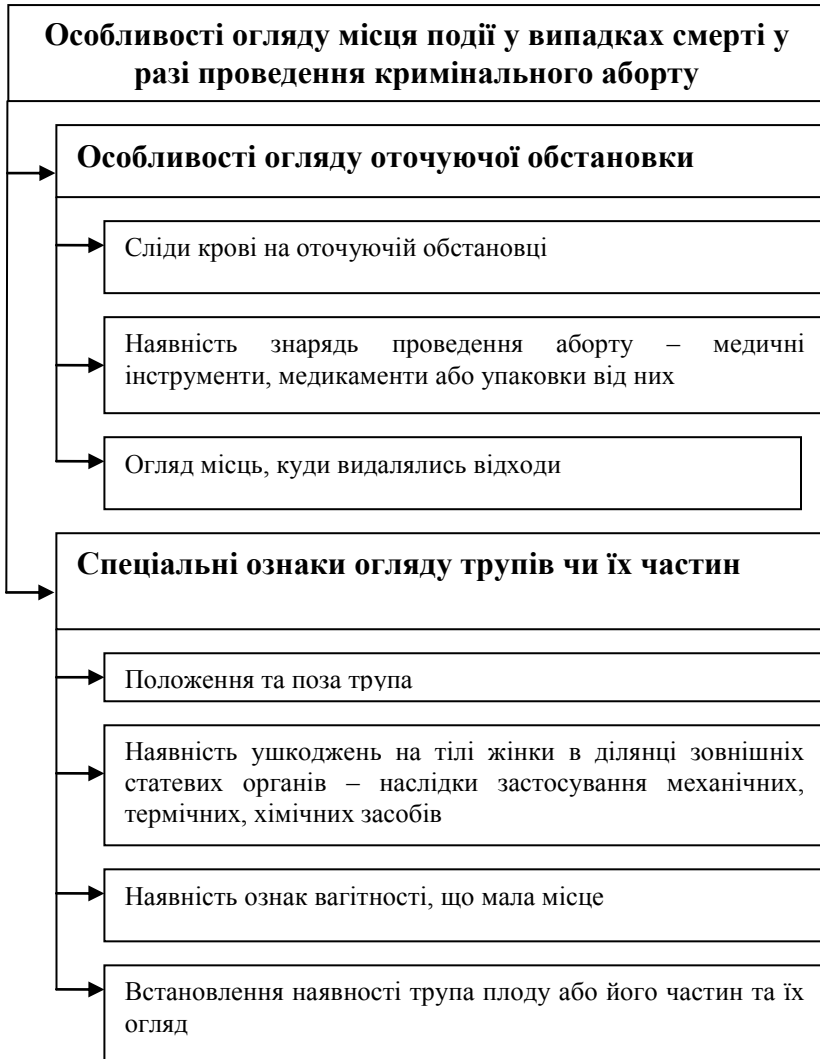 Особливості огляду місця події у випадках смерті у
разі проведення кримінального аборту
Особливості огляду оточуючої обстановки
Сліди крові на оточуючій обстановці
Наявність знарядь проведення аборту – медичні
інструменти, медикаменти або упаковки від них
Огляд місць, куди видалялись відходи
Спеціальні ознаки огляду трупів чи їх частин
Положення та поза трупа
Наявність ушкоджень на тілі жінки в ділянці зовнішніх
статевих органів – наслідки застосування механічних,
термічних, хімічних засобів
Наявність ознак вагітності, що мала місце
Встановлення наявності трупа плоду або його частин та їх
огляд